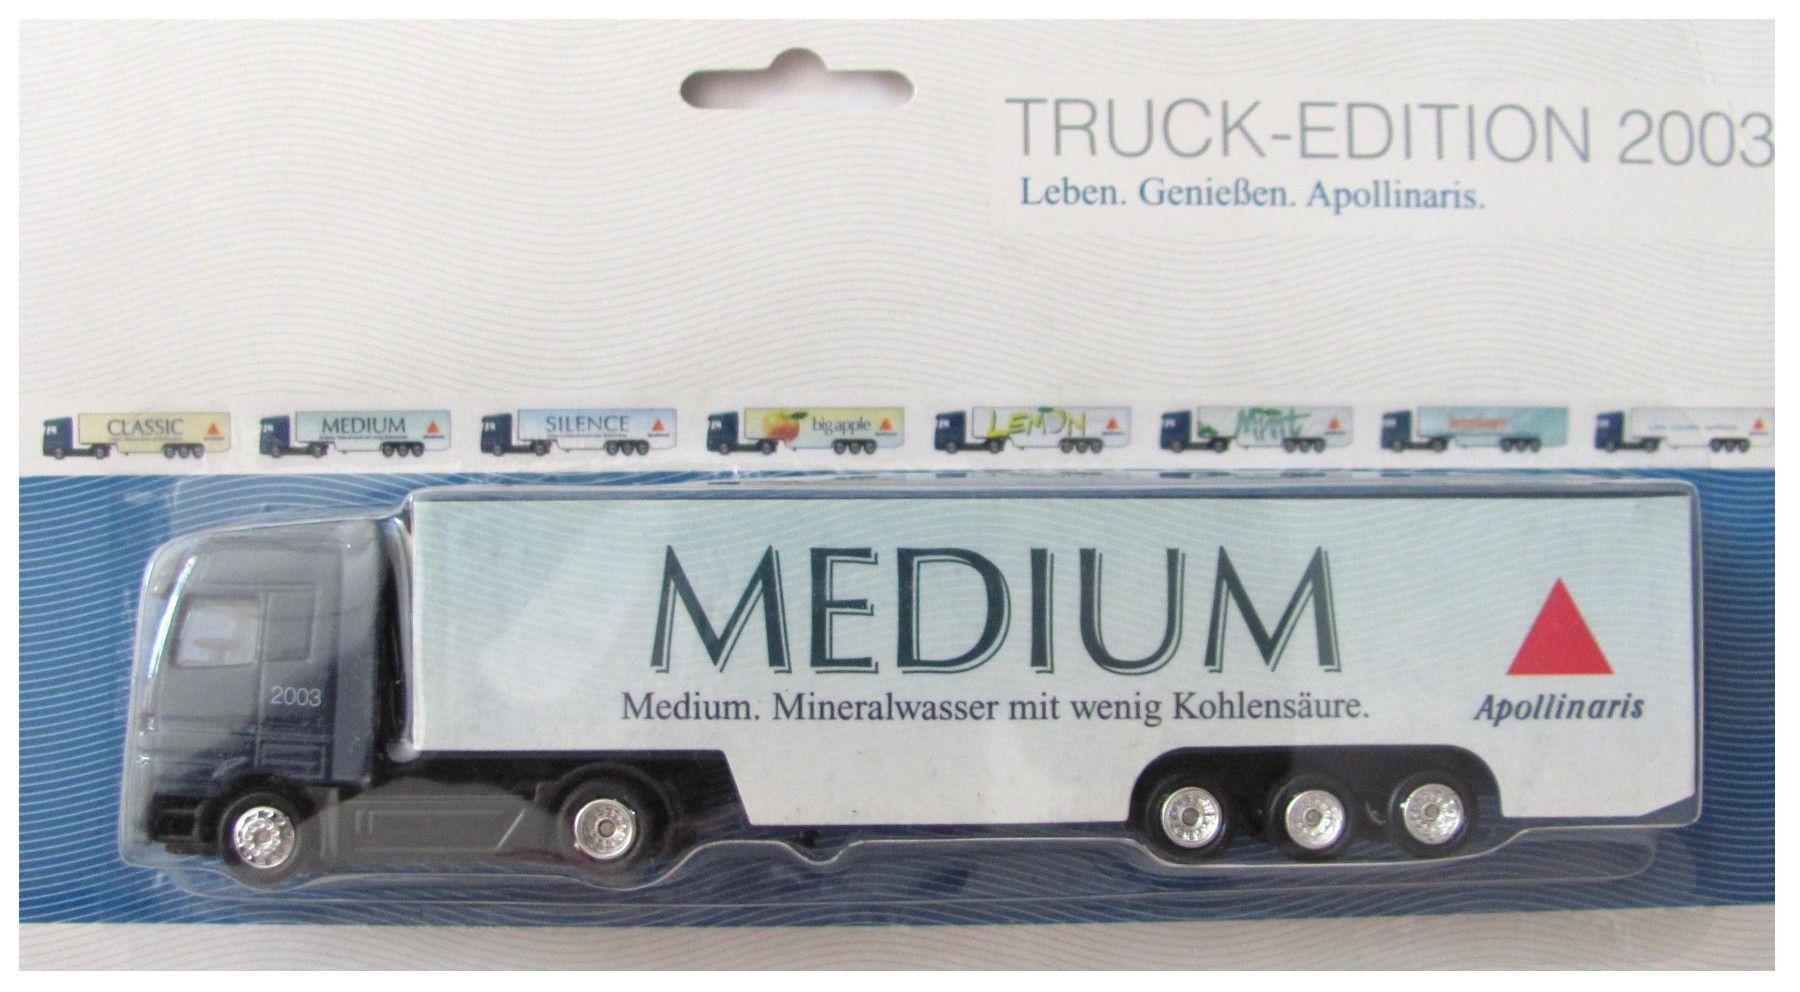 TRUCK-EDITION 2003
Leben. Genießen. Apollinaris.
CLASSIC
MEDIUM
SILENCE
big apple
LEMON
MINT
MEDIUM
Medium. Mineralwasser mit wenig Kohlensäure.
Apollinaris
2003